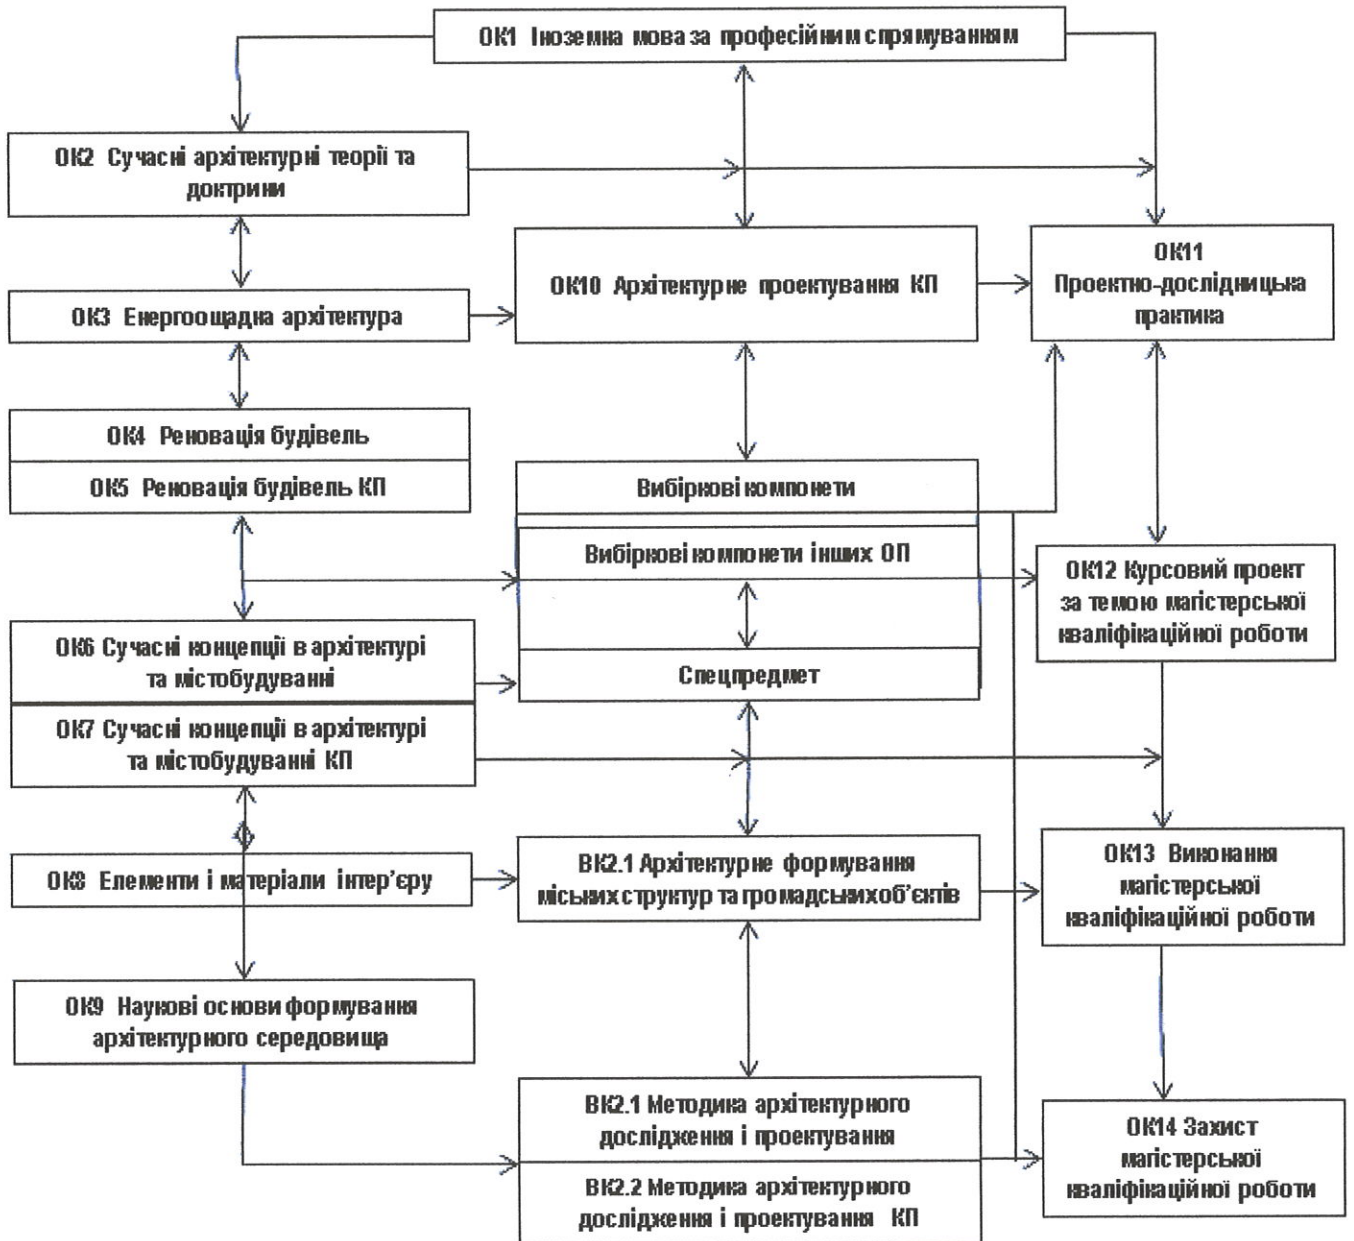 ОК1 Іноземна мова за професійним спрямуванням
ОК2 Сучасні архітектурні теорії та
доктрини
ОК3 Енергоощадна архітектура
ОК10 Архітектурне проектування КП
ОК11
Проектно-дослідницька
практика
ОК4 Реновація будівель
ОК5 Реновація будівель КП
Вибіркові компонети
Вибіркові компонети інших ОП
Спецпредмет
ОК12 Курсовий проект
за темою магістерської
кваліфікаційної роботи
ОК6 Сучасні концепції в архітектурі
та містобудуванні
ОК7 Сучасні концепції в архітектурі
та містобудуванні КП
ОК8 Елементи і матеріали інтер’єру
ВК2.1 Архітектурне формування
міських структур та громадських об’єктів
ОК13 Виконання
магістерської
кваліфікаційної роботи
ОК9 Наукові основи формування
архітектурного середовища
ВК2.1 Методика архітектурного
дослідження і проектування
ВК2.2 Методика архітектурного
дослідження і проектування КП
ОК14 Захист
магістерської
кваліфікаційної роботи